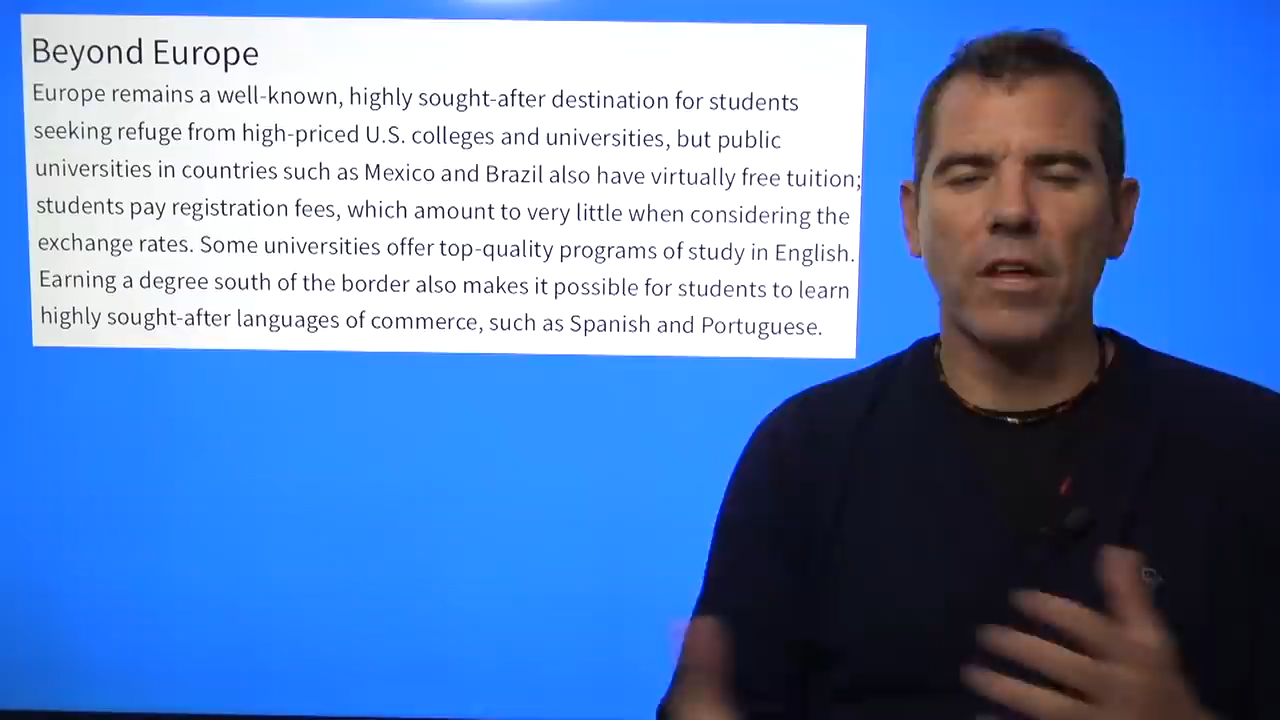 Beyond Europe
Europe remains a well-known, highly sought-after destination for students
seeking refuge from high-priced U.S. colleges and universities, but public
universities in countries such as Mexico and Brazil also have virtually free tuition;
students pay registration fees, which amount to very little when considering the
exchange rates. Some universities offer top-quality programs of study in English.
Earning a degree south of the border also makes it possible for students to learn
highly sought-after languages of commerce, such as Spanish and Portuguese.